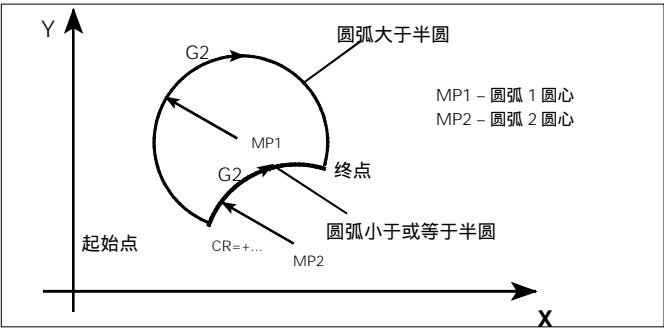 Y
G2
圆弧大于半圆
MP1 – 圆弧 1 圆心
MP2 – 圆弧 2 圆心
MP1
G2
终点
圆弧小于或等于半圆
起始点
CR=+...
MP2
X